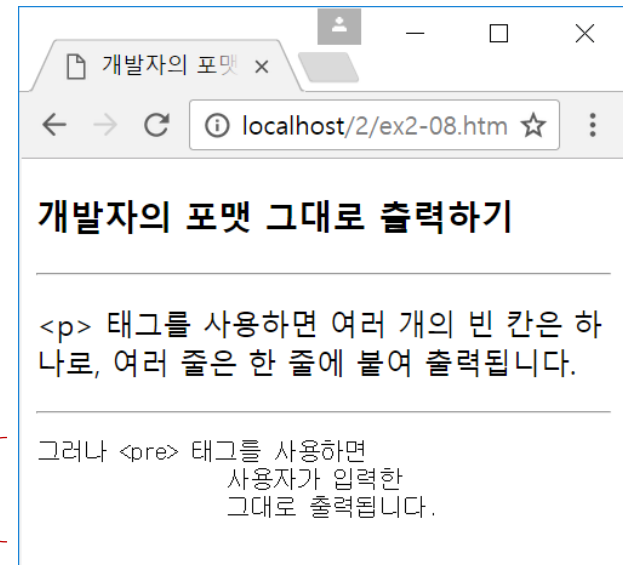 개발자의 포맷
localhost/2/ex2-08.htm
개발자의 포맷 그대로 출력하기
<p> 태그를 사용하면 여러 개의 빈 칸은 하
나로, 여러 줄은 한 줄에 붙여 출력됩니다.
그러나 <pre> 태그를 사용하면
사용자가 입력한
그대로 출력됩니다.